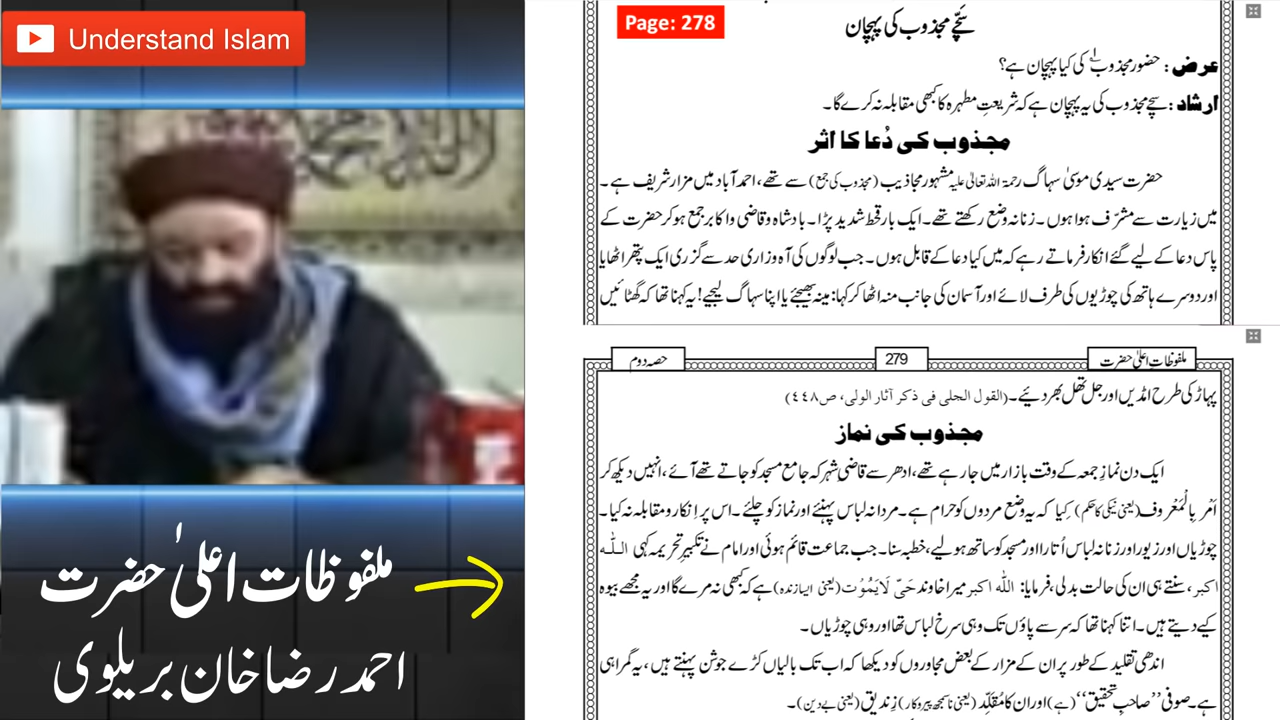 Understand Islam
ملفوظات اعلیٰ حضرت
احمد رضا خان بریلوی
Page: 278
سچّے مجذوب کی پہچان
عرض: حضور مجذوب کی کیا پہچان ہے؟
ارشاد: سچے مجذوب کی یہ پہچان ہے کہ شریعتِ مطہرہ کا کبھی مقابلہ نہ کرے گا۔
مجذوب کی دُعا کا اثر
حضرت سیدی موسیٰ سہاگ رحمۃ اللہ تعالیٰ علیہ مشہور مجاذیب (مجذوب کی جمع) سے تھے، احمد آباد میں مزار شریف ہے۔
میں زیارت سے مشرّف ہوا ہوں۔ زنانہ وضع رکھتے تھے۔ ایک بار قحط شدید پڑا۔ بادشاہ و قاضی و اکابر جمع ہو کر حضرت کے
پاس دعا کے لیے گئے انکار فرماتے رہے کہ میں کیا دعا کے قابل ہوں۔ جب لوگوں کی آہ وزاری حد سے گزری ایک پتھر اٹھایا
اور دوسرے ہاتھ کی چوڑیوں کی طرف لائے اور آسمان کی جانب منہ اٹھا کر کہا: مینہ بھیجئے یا اپنا سہاگ لیجیے! یہ کہنا تھا کہ گھٹائیں
ملفوظاتِ اعلیٰ حضرت 279 حصہ دوم
پہاڑ کی طرح امڈیں اور جل تھل بھر دئیے۔ (القول الجلی فی ذکر آثار الولی، ص۴۴۸)
مجذوب کی نماز
ایک دن نمازِ جمعہ کے وقت بازار میں جا رہے تھے، ادھر سے قاضیِ شہر کہ جامع مسجد کو جاتے تھے آئے، انہیں دیکھ کر
اَمْر بِالْمَعْرُوف (یعنی نیکی کا حکم) کِیا کہ یہ وضع مردوں کو حرام ہے۔ مردانہ لباس پہنئے اور نماز کو چلئے۔ اس پر اِنکار و مقابلہ نہ کیا۔
چوڑیاں اور زیور اور زنانہ لباس اُتارا اور مسجد کو ساتھ ہو لیے، خطبہ سنا۔ جب جماعت قائم ہوئی اور امام نے تکبیرِ تحریمہ کہی اللہ
اکبر، سنتے ہی ان کی حالت بدلی، فرمایا: اللہ اکبر میرا خاوند حَیّ لَا یَمُوْت (یعنی ایسا زندہ) ہے کہ کبھی نہ مرے گا اور یہ مجھے بیوہ
کیے دیتے ہیں۔ اتنا کہنا تھا کہ سر سے پاؤں تک وہی سرخ لباس تھا اور وہی چوڑیاں۔
اندھی تقلید کے طور پر ان کے مزار کے بعض مجاوروں کو دیکھا کہ اب تک بالیاں کڑے جوشن پہنتے ہیں، یہ گمراہی
ہے۔ صوفی ’’صاحبِ تحقیق‘‘ (ہے) اور ان کا مُقَلِّد (یعنی نا سمجھ پیروکار) زِندیق (یعنی بے دین)۔